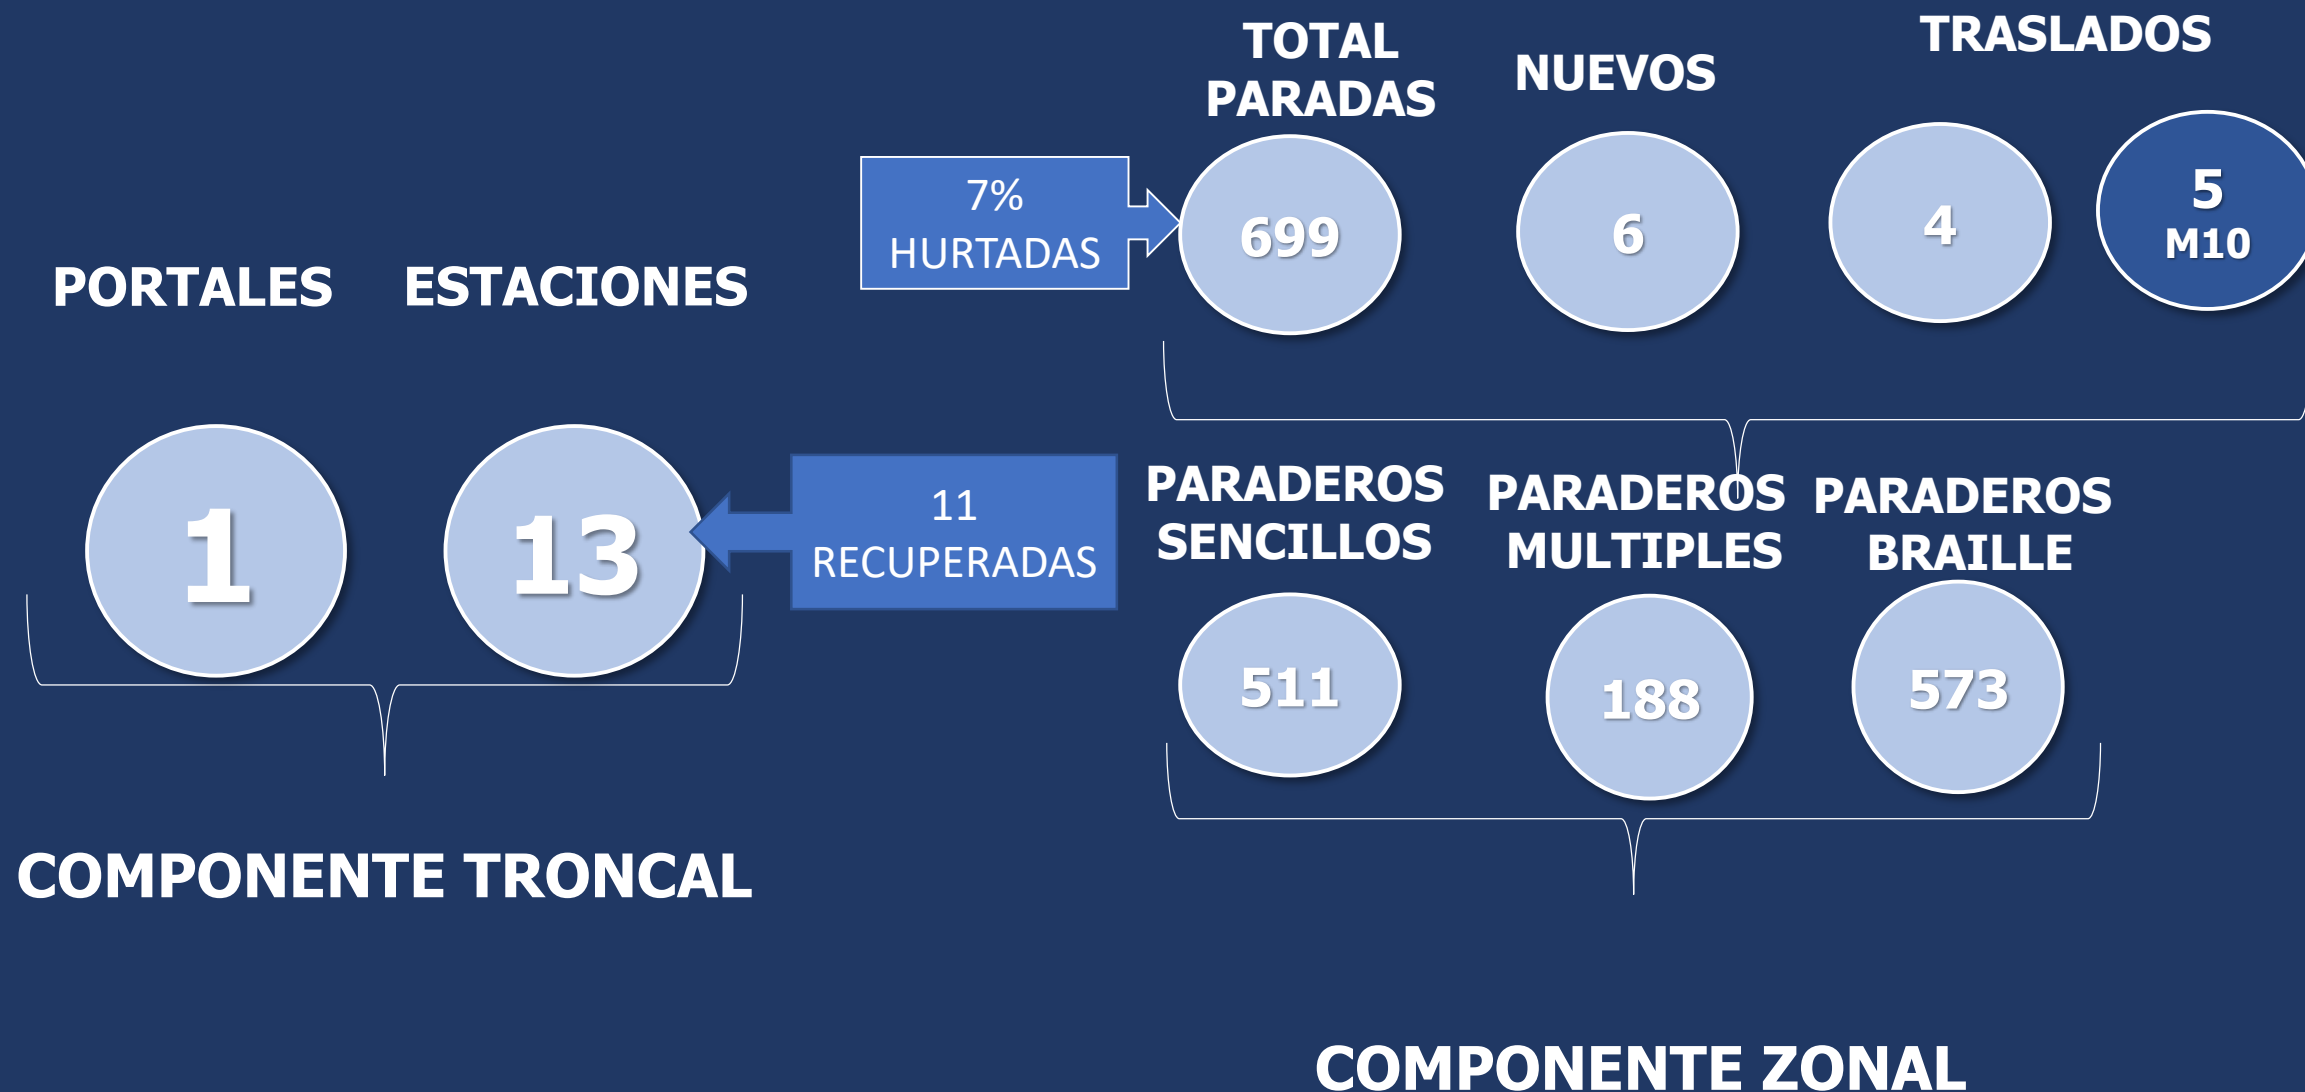 PORTALES
1
ESTACIONES
13
11
RECUPERADAS
COMPONENTE TRONCAL
7%
HURTADAS
TOTAL
PARADAS
699
NUEVOS
6
TRASLADOS
4
5
M10
PARADEROS
SENCILLOS
511
PARADEROS
MULTIPLES
188
PARADEROS
BRAILLE
573
COMPONENTE ZONAL